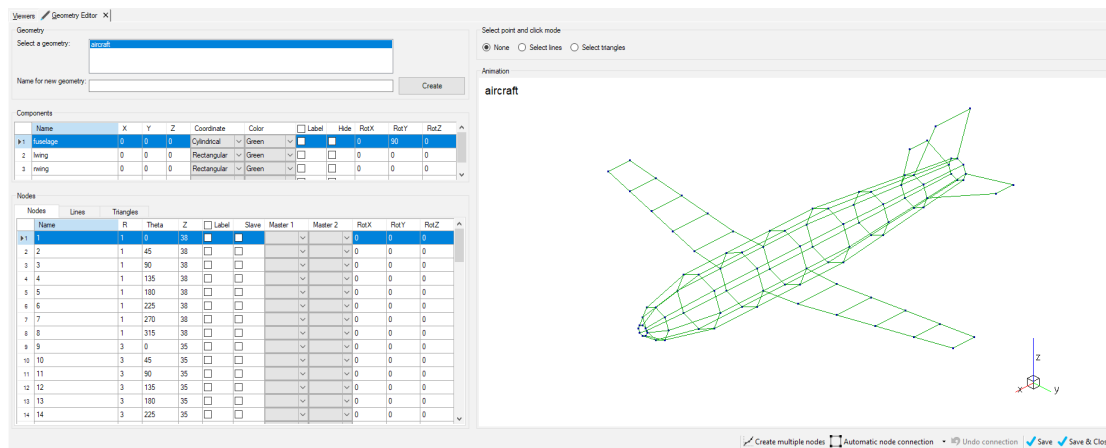 Viewers Geometry Editor X
Geometry
Select a geometry: aircraft
Name for new geometry: Create
Components
Name X Y Z Coordinate Color Label Hide RotX RotY RotZ
1 fuselage 0 0 0 Cylindrical Green 0 90 0
2 lwing 0 0 0 Rectangular Green 0 0 0
3 rwing 0 0 0 Rectangular Green 0 0 0
Nodes
Nodes Lines Triangles
Name R Theta Z Label Slave Master 1 Master 2 RotX RotY RotZ
1 1 1 0 38 0 0 0
2 2 1 45 38 0 0 0
3 3 1 90 38 0 0 0
4 4 1 135 38 0 0 0
5 5 1 180 38 0 0 0
6 6 1 225 38 0 0 0
7 7 1 270 38 0 0 0
8 8 1 315 38 0 0 0
9 9 3 0 35 0 0 0
10 10 3 45 35 0 0 0
11 11 3 90 35 0 0 0
12 12 3 135 35 0 0 0
13 13 3 180 35 0 0 0
14 14 3 225 35 0 0 0
Select point and click mode
None Select lines Select triangles
Animation
aircraft
z
x y
Create multiple nodes Automatic node connection Undo connection Save Save & Clos